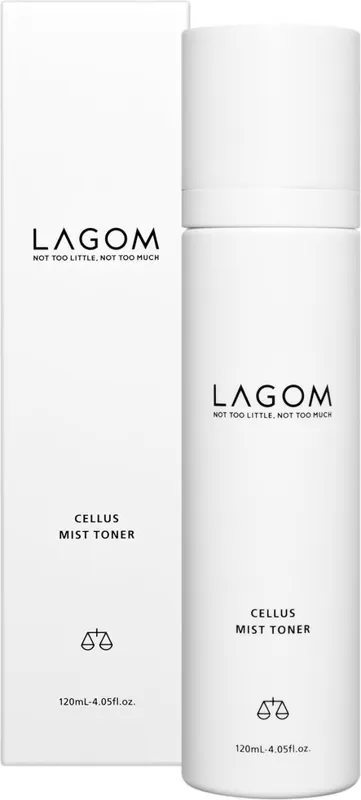 LAGOM
NOT TOO LITTLE, NOT TOO MUCH
CELLUS
MIST TONER
120mL-4.05fl.oz.
LAGOM
NOT TOO LITTLE, NOT TOO MUCH
CELLUS
MIST TONER
120mL-4.05fl.oz.